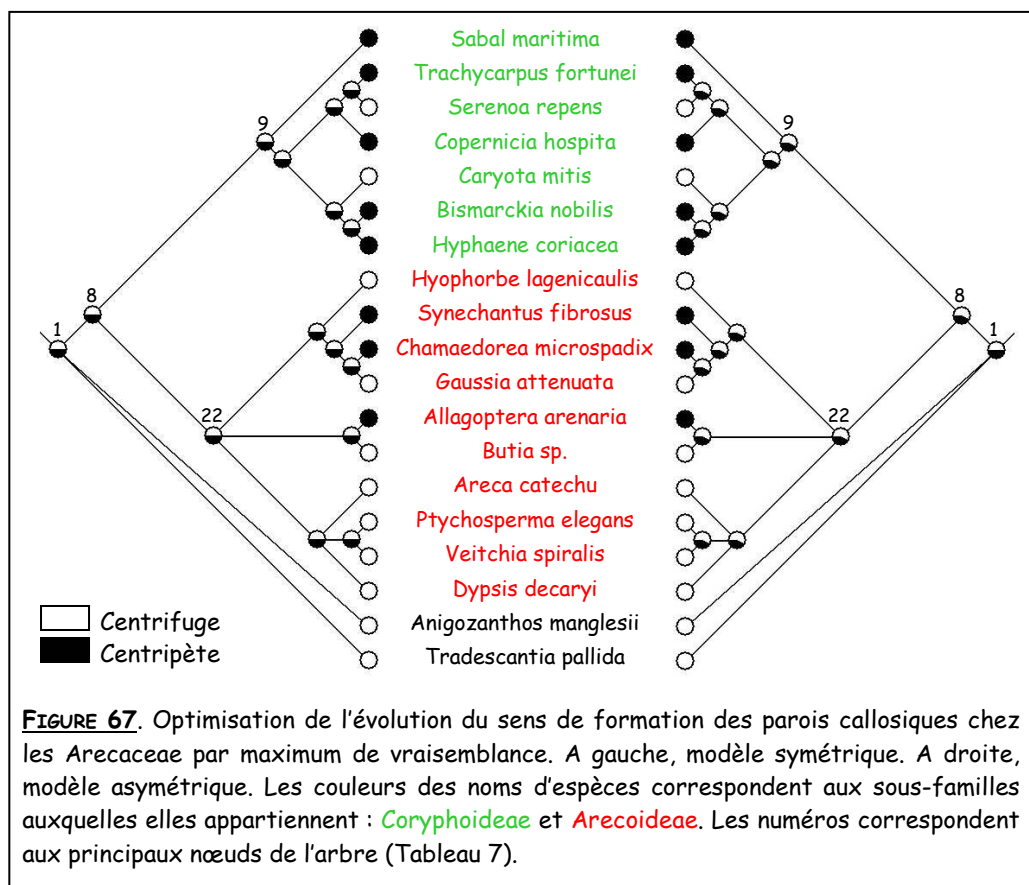 Sabal maritima
Trachycarpus fortunei
Serenoa repens
9
Copernicia hospita
9
Caryota mitis
Bismarckia nobilis
Hyphaene coriacea
Hyophorbe lagenicaulis
8
Synechantus fibrosus
8
1
Chamaedorea microspadix
1
Gaussia attenuata
22
Allagoptera arenaria
22
Butia sp.
Areca catechu
Ptychosperma elegans
Veitchia spiralis
Dypsis decaryi
Centrifuge
Anigozanthos manglesii
Centripète
Tradescantia pallida
FIGURE 67. Optimisation de l'évolution du sens de formation des parois callosiques chez
les Arecaceae par maximum de vraisemblance. A gauche, modèle symétrique. A droite,
modèle asymétrique. Les couleurs des noms d'espèces correspondent aux sous-familles
auxquelles elles appartiennent : Coryphoideae et Arecoideae. Les numéros correspondent
aux principaux nœuds de l'arbre (Tableau 7).